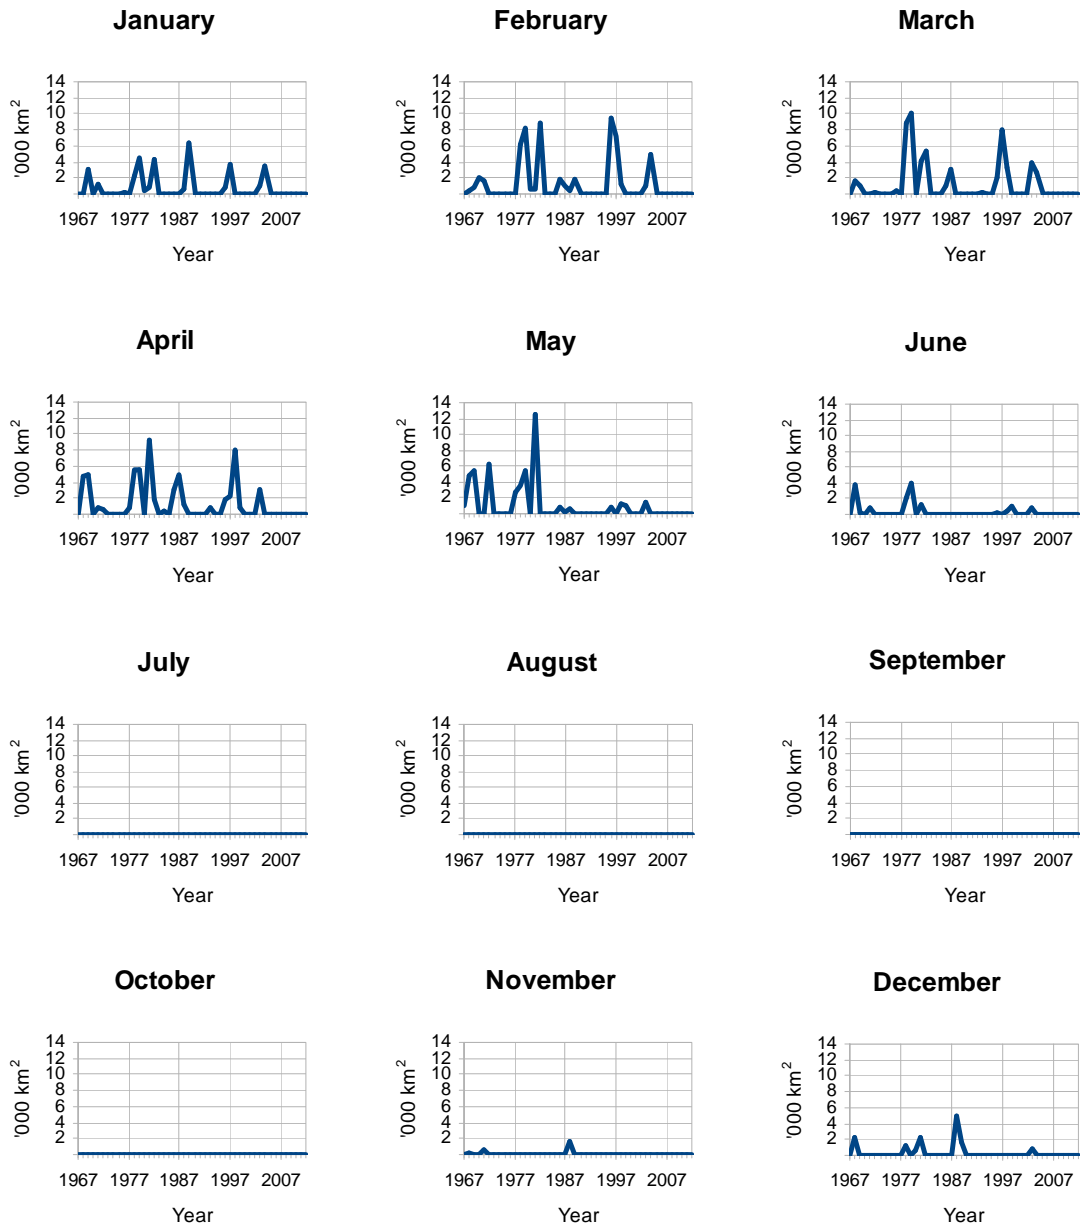 January
February
March
'000 km²
14
12
10
8
6
4
2
1967 1977 1987 1997 2007
Year
'000 km²
14
12
10
8
6
4
2
1967 1977 1987 1997 2007
Year
'000 km²
14
12
10
8
6
4
2
1967 1977 1987 1997 2007
Year
April
May
June
'000 km²
14
12
10
8
6
4
2
1967 1977 1987 1997 2007
Year
'000 km²
14
12
10
8
6
4
2
1967 1977 1987 1997 2007
Year
'000 km²
14
12
10
8
6
4
2
1967 1977 1987 1997 2007
Year
July
August
September
'000 km²
14
12
10
8
6
4
2
1967 1977 1987 1997 2007
Year
'000 km²
14
12
10
8
6
4
2
1967 1977 1987 1997 2007
Year
'000 km²
14
12
10
8
6
4
2
1967 1977 1987 1997 2007
Year
October
November
December
'000 km²
14
12
10
8
6
4
2
1967 1977 1987 1997 2007
Year
'000 km²
14
12
10
8
6
4
2
1967 1977 1987 1997 2007
Year
'000 km²
14
12
10
8
6
4
2
1967 1977 1987 1997 2007
Year